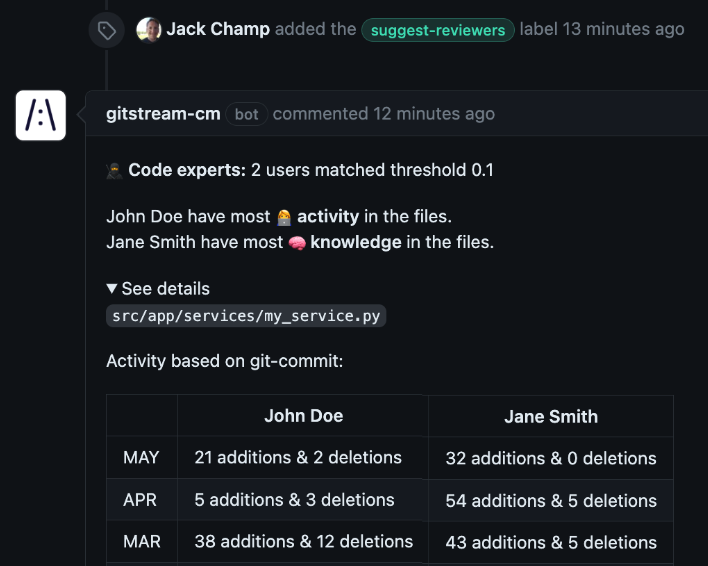 Jack Champ added the suggest-reviewers label 13 minutes ago
gitstream-cm bot commented 12 minutes ago
Code experts: 2 users matched threshold 0.1
John Doe have most activity in the files.
Jane Smith have most knowledge in the files.
See details
src/app/services/my_service.py
Activity based on git-commit:
John Doe Jane Smith
MAY 21 additions & 2 deletions 32 additions & 0 deletions
APR 5 additions & 3 deletions 54 additions & 5 deletions
MAR 38 additions & 12 deletions 43 additions & 5 deletions